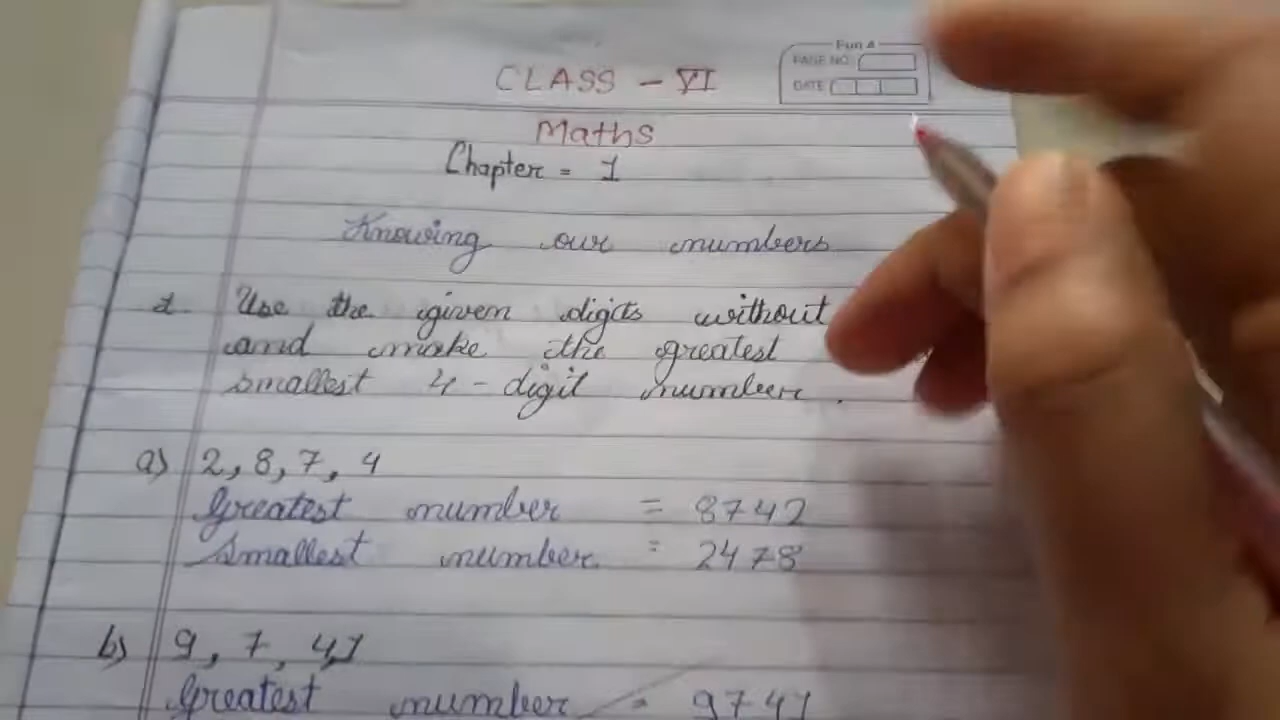 Fun 4
PAGE NO.
DATE
CLASS - VI
Maths
Chapter = 1
Knowing our numbers
1. Use the given digits without
and make the greatest
smallest 4-digit number.
a) 2, 8, 7, 4
Greatest number = 8742
Smallest number = 2478
b) 9, 7, 4, 1
Greatest number = 9741